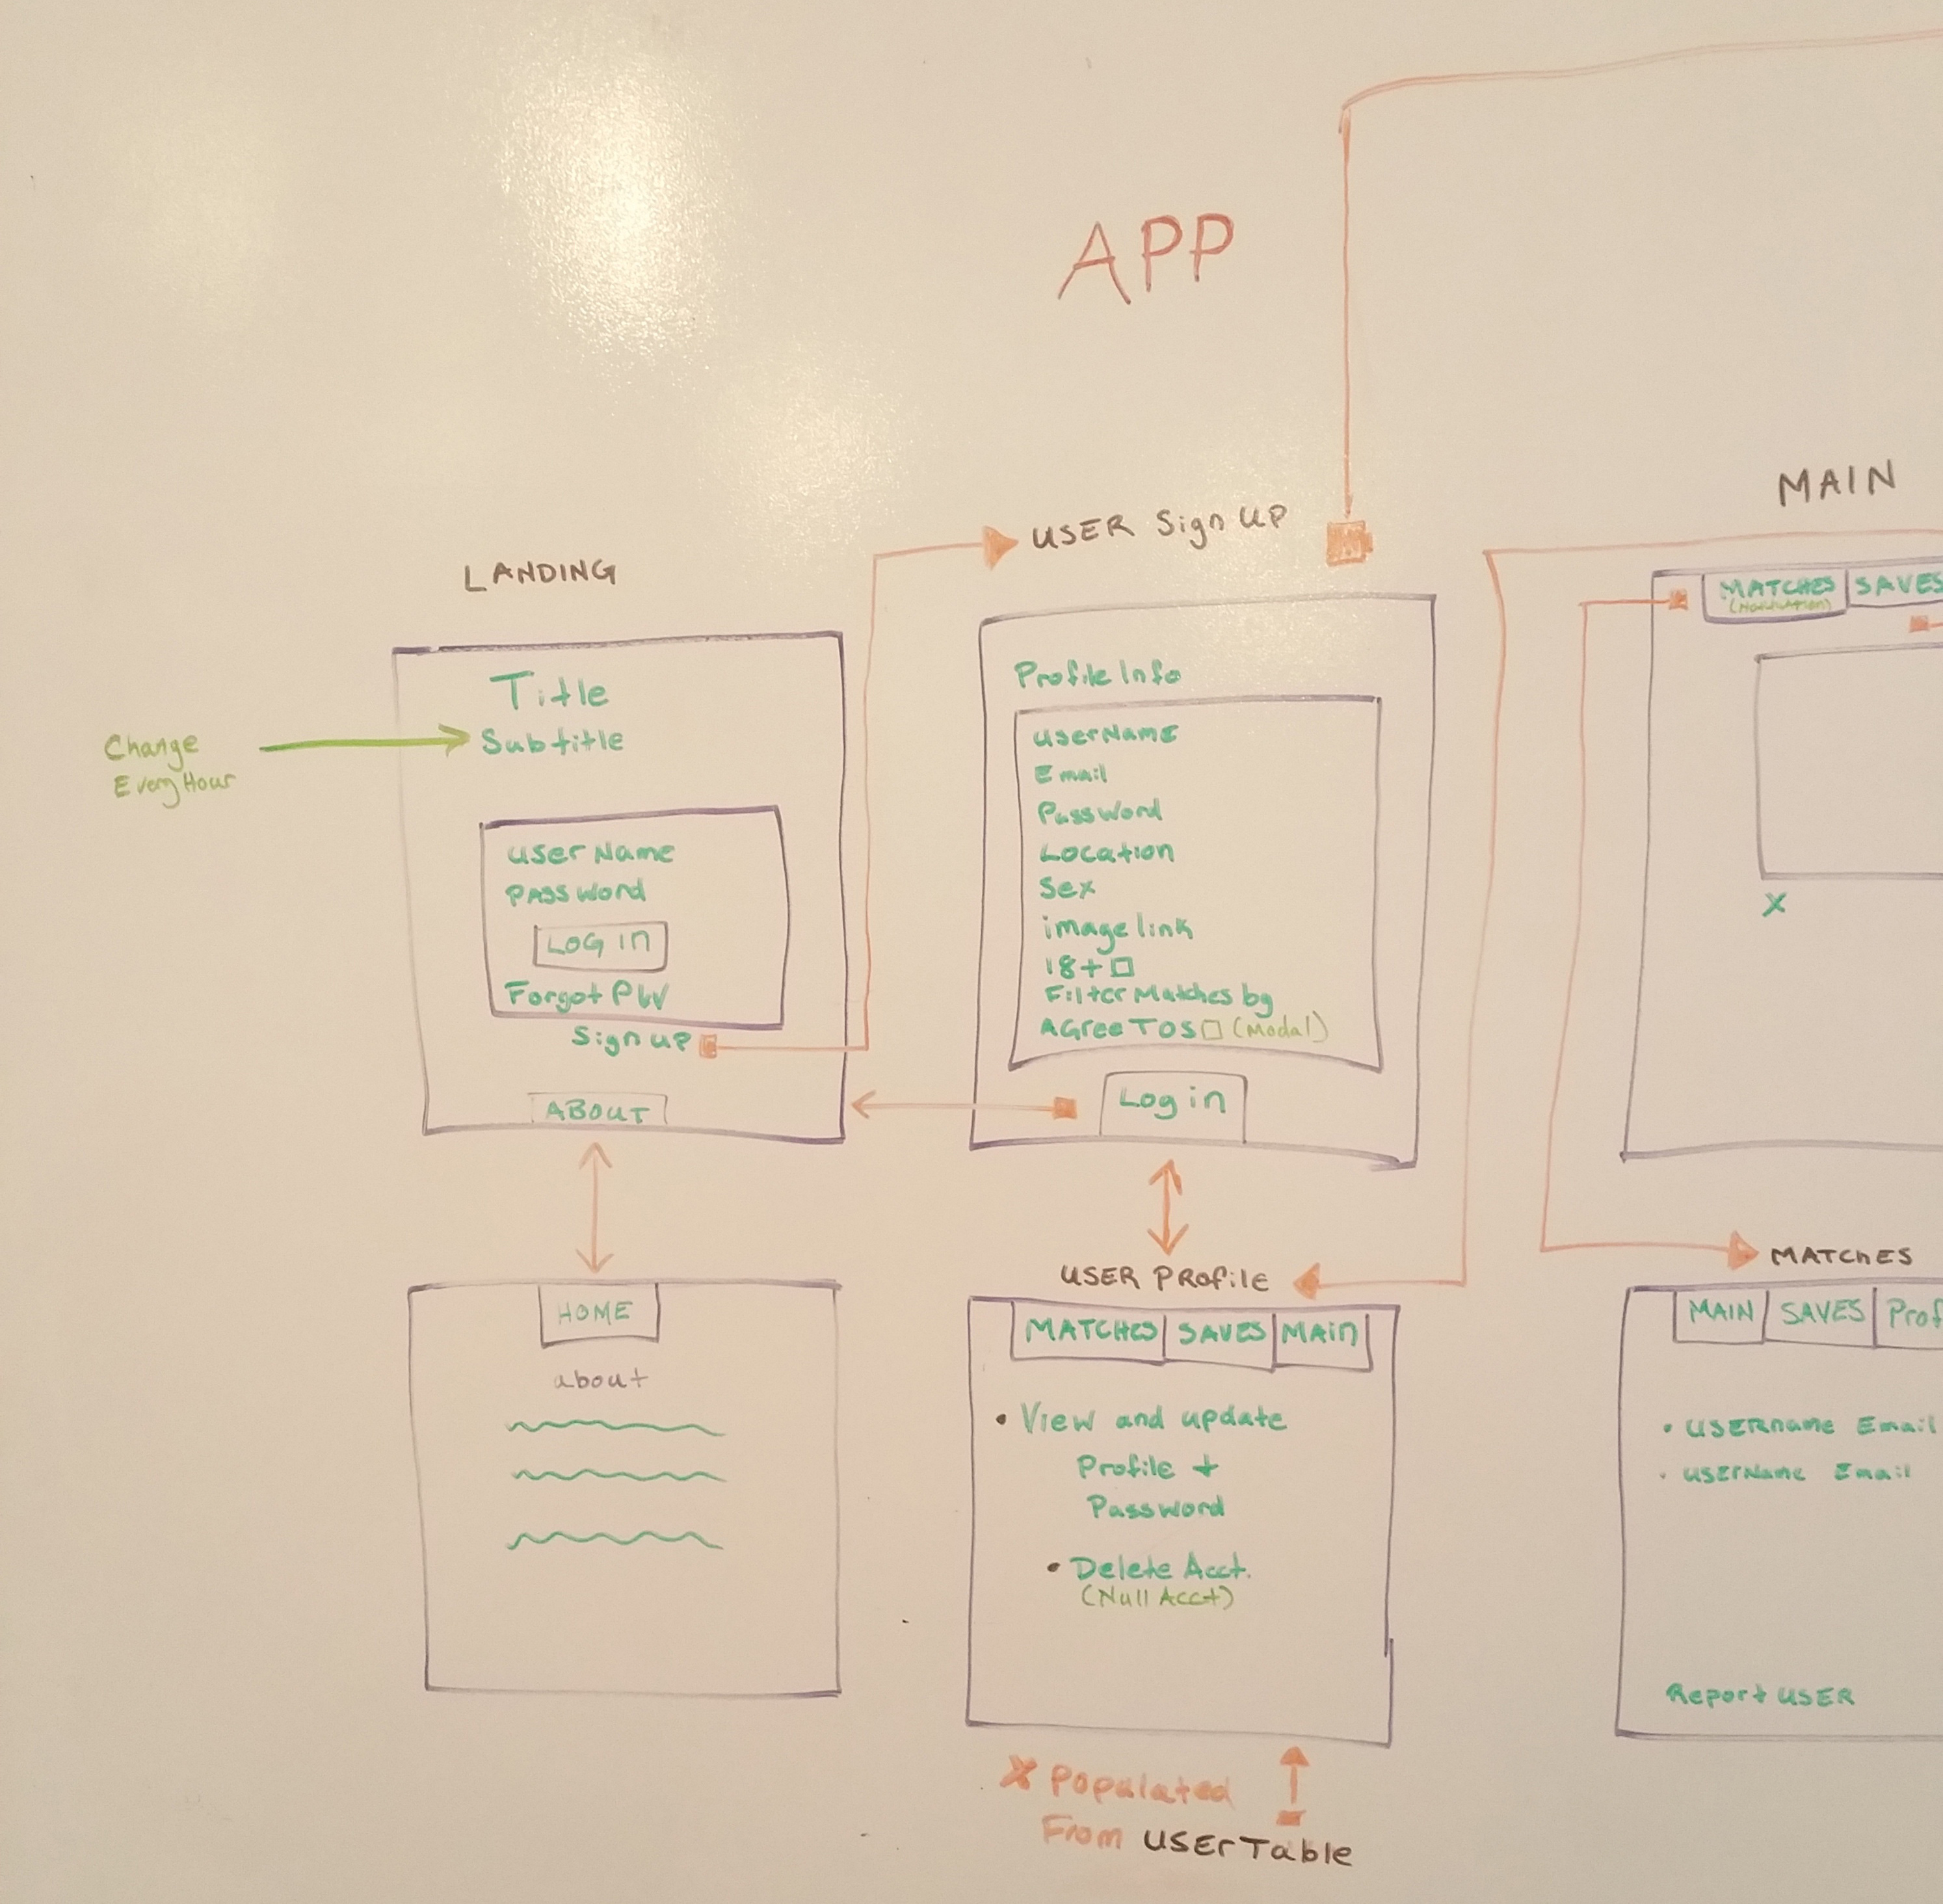 APP
LANDING
Title
Subtitle
Change
Every Hour
User Name
PASSword
LOG in
Forgot PW
Sign up
ABOUT
HOME
about
USER Sign UP
Profile Info
UserName
Email
Password
Location
Sex
image link
18+
Filter Matches by
AGree TOS (Modal)
Log in
USER PRofile
MATCHES SAVES MAin
• View and update
Profile +
Password
• Delete Acct.
(Null Acct)
X Populated
From USErTable
MAIN
MATCHES SAVES
X
MATChES
MAIN SAVES Prof
• USERname Email
• USErName Email
Report USER